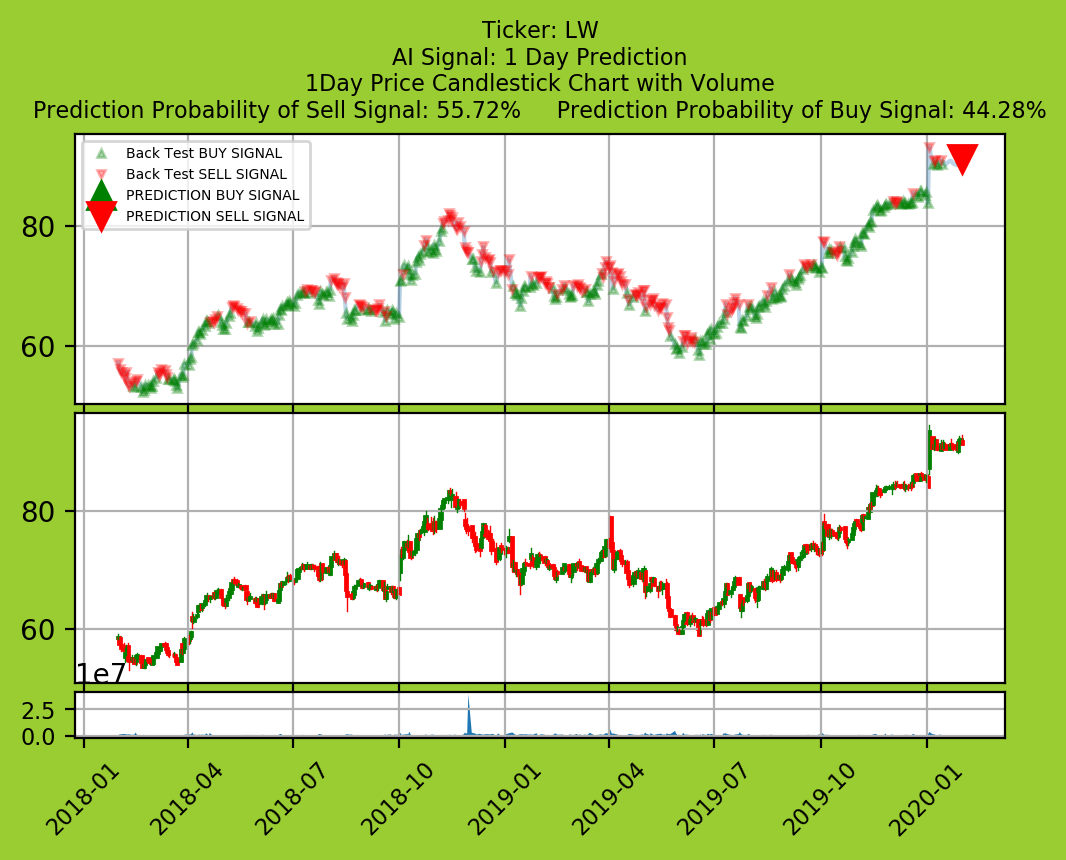 Ticker: LW
AI Signal: 1 Day Prediction
1Day Price Candlestick Chart with Volume
Prediction Probability of Sell Signal: 55.72%     Prediction Probability of Buy Signal: 44.28%
Back Test BUY SIGNAL
Back Test SELL SIGNAL
PREDICTION BUY SIGNAL
PREDICTION SELL SIGNAL
80
60
80
60
1e7
2.5
0.0
2018-01
2018-04
2018-07
2018-10
2019-01
2019-04
2019-07
2019-10
2020-01